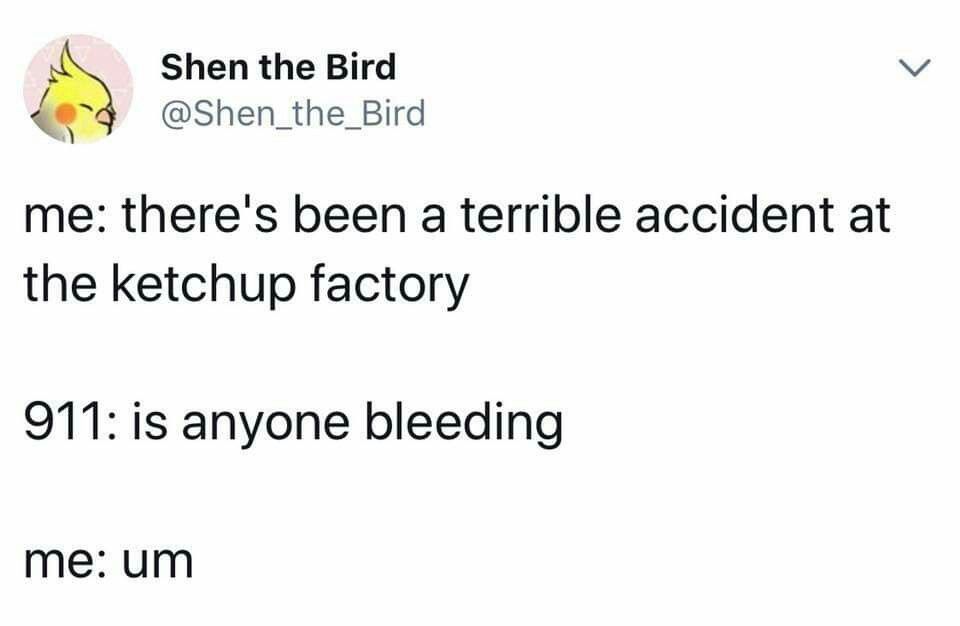 Shen the Bird
@Shen_the_Bird
me: there's been a terrible accident at
the ketchup factory
911: is anyone bleeding
me: um